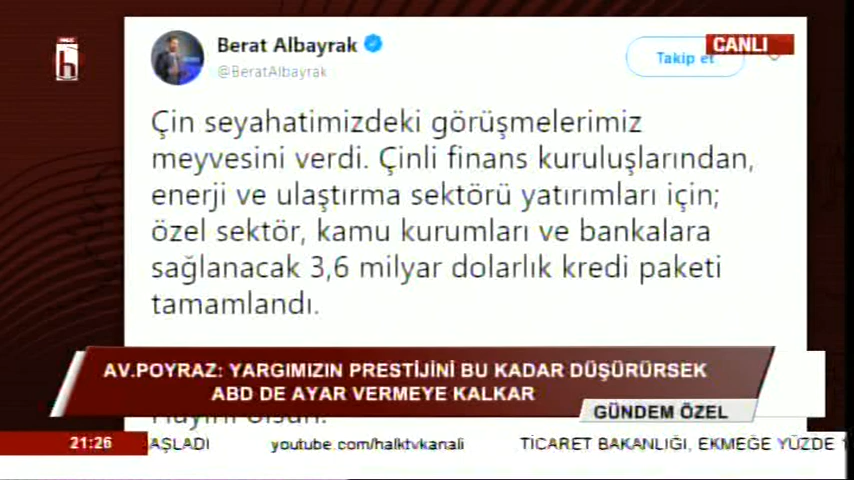 HALK
h
CANLI
Berat Albayrak
@BeratAlbayrak
Takip et
Çin seyahatimizdeki görüşmelerimiz
meyvesini verdi. Çinli finans kuruluşlarından,
enerji ve ulaştırma sektörü yatırımları için;
özel sektör, kamu kurumları ve bankalara
sağlanacak 3,6 milyar dolarlık kredi paketi
tamamlandı.
AV.POYRAZ: YARGIMIZIN PRESTİJİNİ BU KADAR DÜŞÜRÜRSEK
ABD DE AYAR VERMEYE KALKAR
GÜNDEM ÖZEL
21:26 AŞLADI youtube.com/halktvkanali TİCARET BAKANLIĞI, EKMEĞE YÜZDE